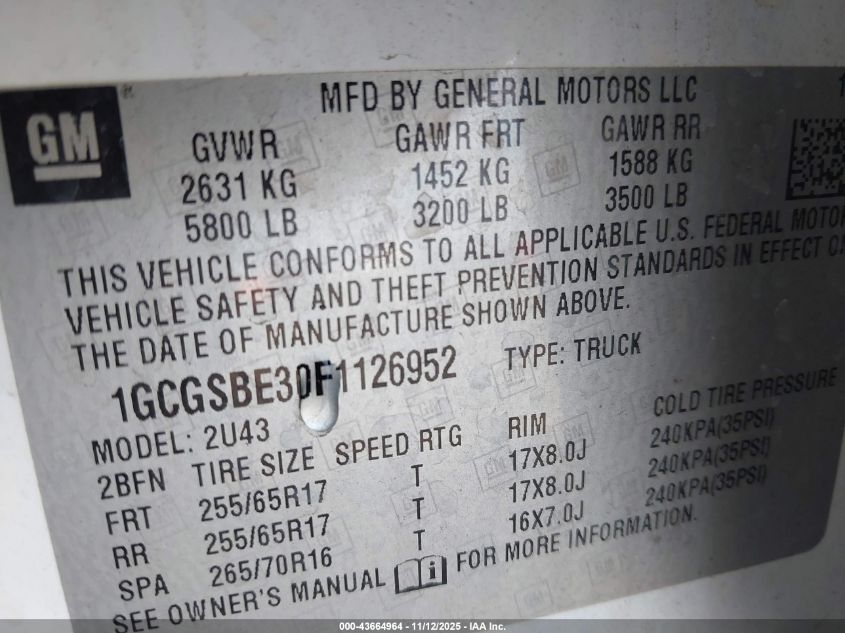 GM
MFD BY GENERAL MOTORS LLC
GVWR GAWR FRT GAWR RR
2631 KG 1452 KG 1588 KG
5800 LB 3200 LB 3500 LB
THIS VEHICLE CONFORMS TO ALL APPLICABLE U.S. FEDERAL MOTOR
VEHICLE SAFETY AND THEFT PREVENTION STANDARDS IN EFFECT ON
THE DATE OF MANUFACTURE SHOWN ABOVE.
1GCGSBE30F1126952 TYPE: TRUCK
MODEL: 2U43
2BFN TIRE SIZE SPEED RTG RIM COLD TIRE PRESSURE
FRT 255/65R17 T 17X8.0J 240KPA(35PSI)
RR 255/65R17 T 17X8.0J 240KPA(35PSI)
SPA 265/70R16 T 16X7.0J 240KPA(35PSI)
SEE OWNER'S MANUAL FOR MORE INFORMATION.
000-43664964 - 11/12/2025 - IAA Inc.